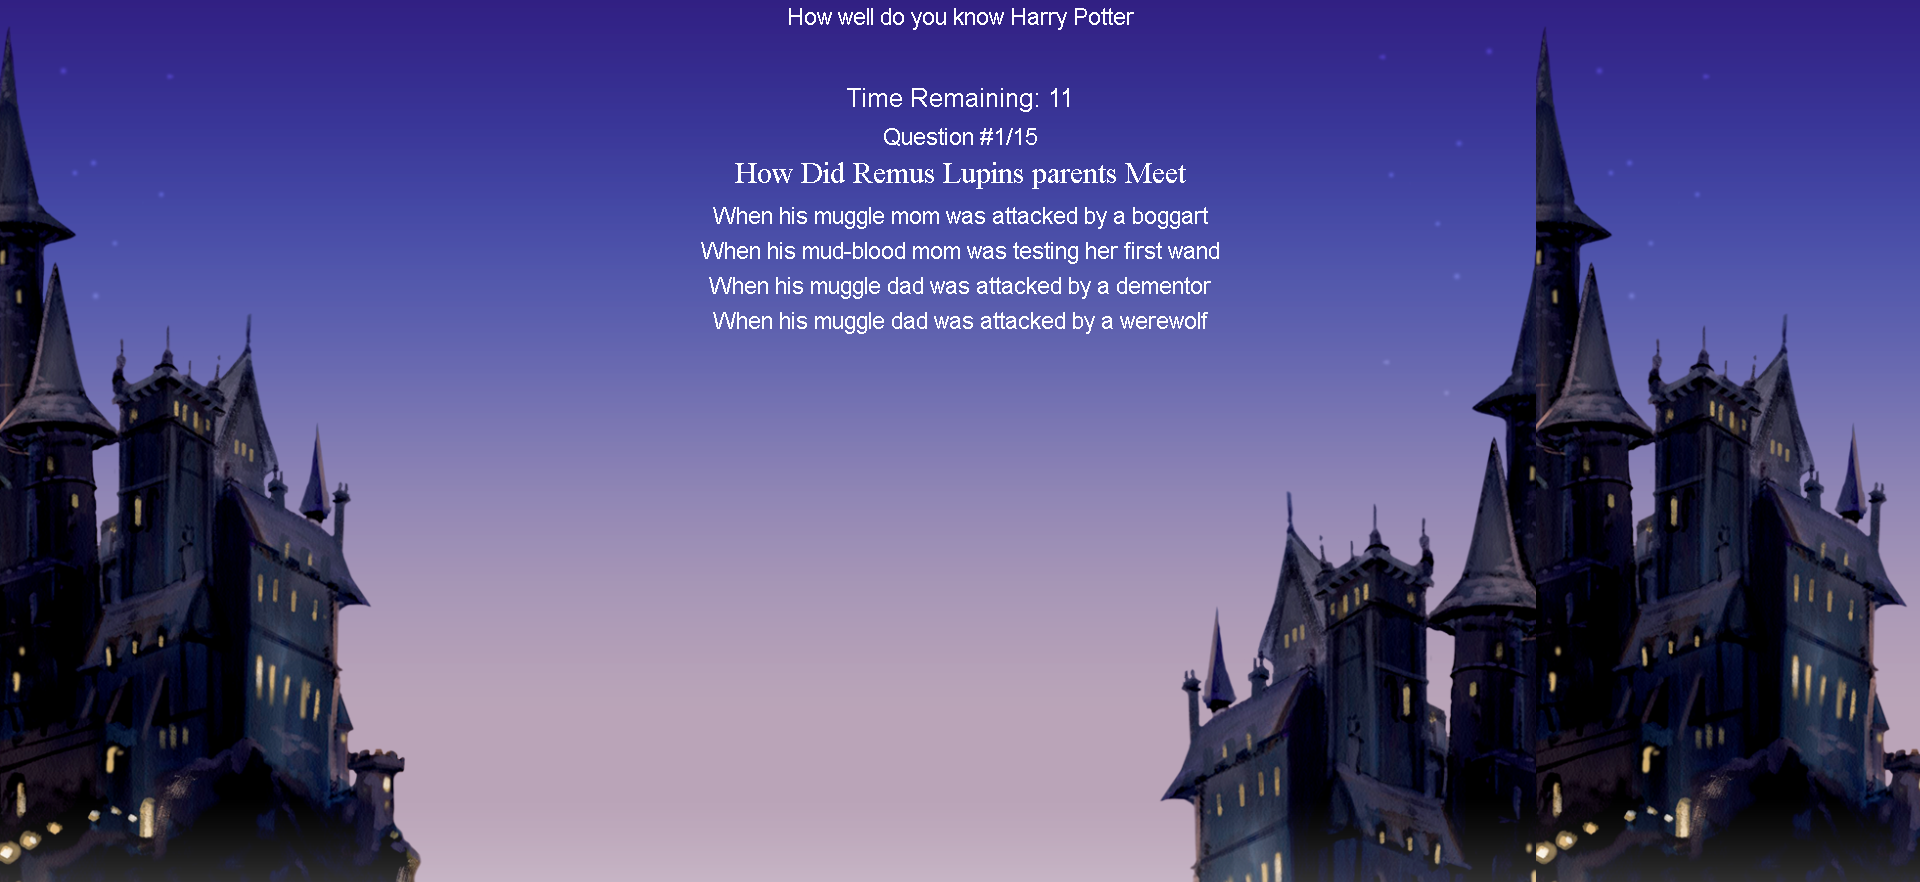 How well do you know Harry Potter
Time Remaining: 11
Question #1/15
How Did Remus Lupins parents Meet
When his muggle mom was attacked by a boggart
When his mud-blood mom was testing her first wand
When his muggle dad was attacked by a dementor
When his muggle dad was attacked by a werewolf